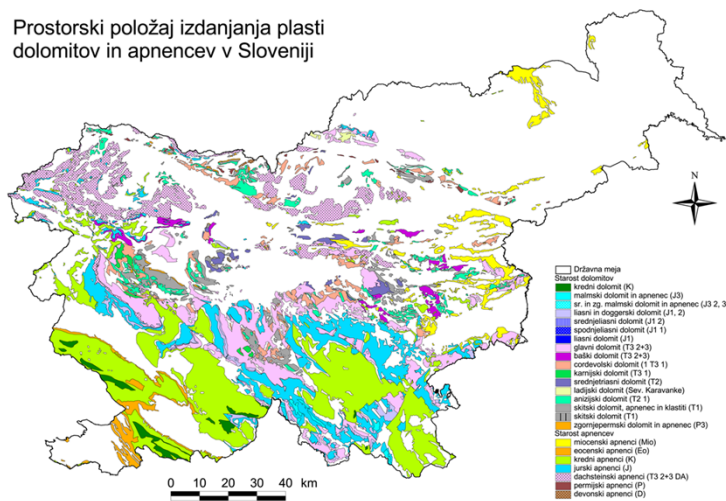 Prostorski položaj izdanjanja plasti
dolomitov in apnencev v Sloveniji
N
Državna meja
Starost dolomitov
kredni dolomit (K)
malmski dolomit in apnenec (J3)
sr. in zg. malmski dolomit in apnenec (J3 2, 3
liasni in doggerski dolomit (J1, 2)
srednjeliasni dolomit (J1 2)
spodnjeliasni dolomit (J1 1)
liasni dolomit (J1)
glavni dolomit (T3 2+3)
baški dolomit (T3 2+3)
cordevolski dolomit (1 T3 1)
karnijski dolomit (T3 1)
srednjetriasni dolomit (T2)
ladijski dolomit (Sev. Karavanke)
anizijski dolomit (T2 1)
skitski dolomit, apnenec in klastiti (T1)
skitski dolomit (T1)
zgornjepermski dolomit in apnenec (P3)
Starost apnencev
miocenski apnenci (Mio)
eocenski apnenci (Eo)
kredni apnenci (K)
jurski apnenci (J)
dachsteinski apnenci (T3 2+3 DA)
permijski apnenci (P)
devonski apnenci (D)
0 10 20 30 40 km